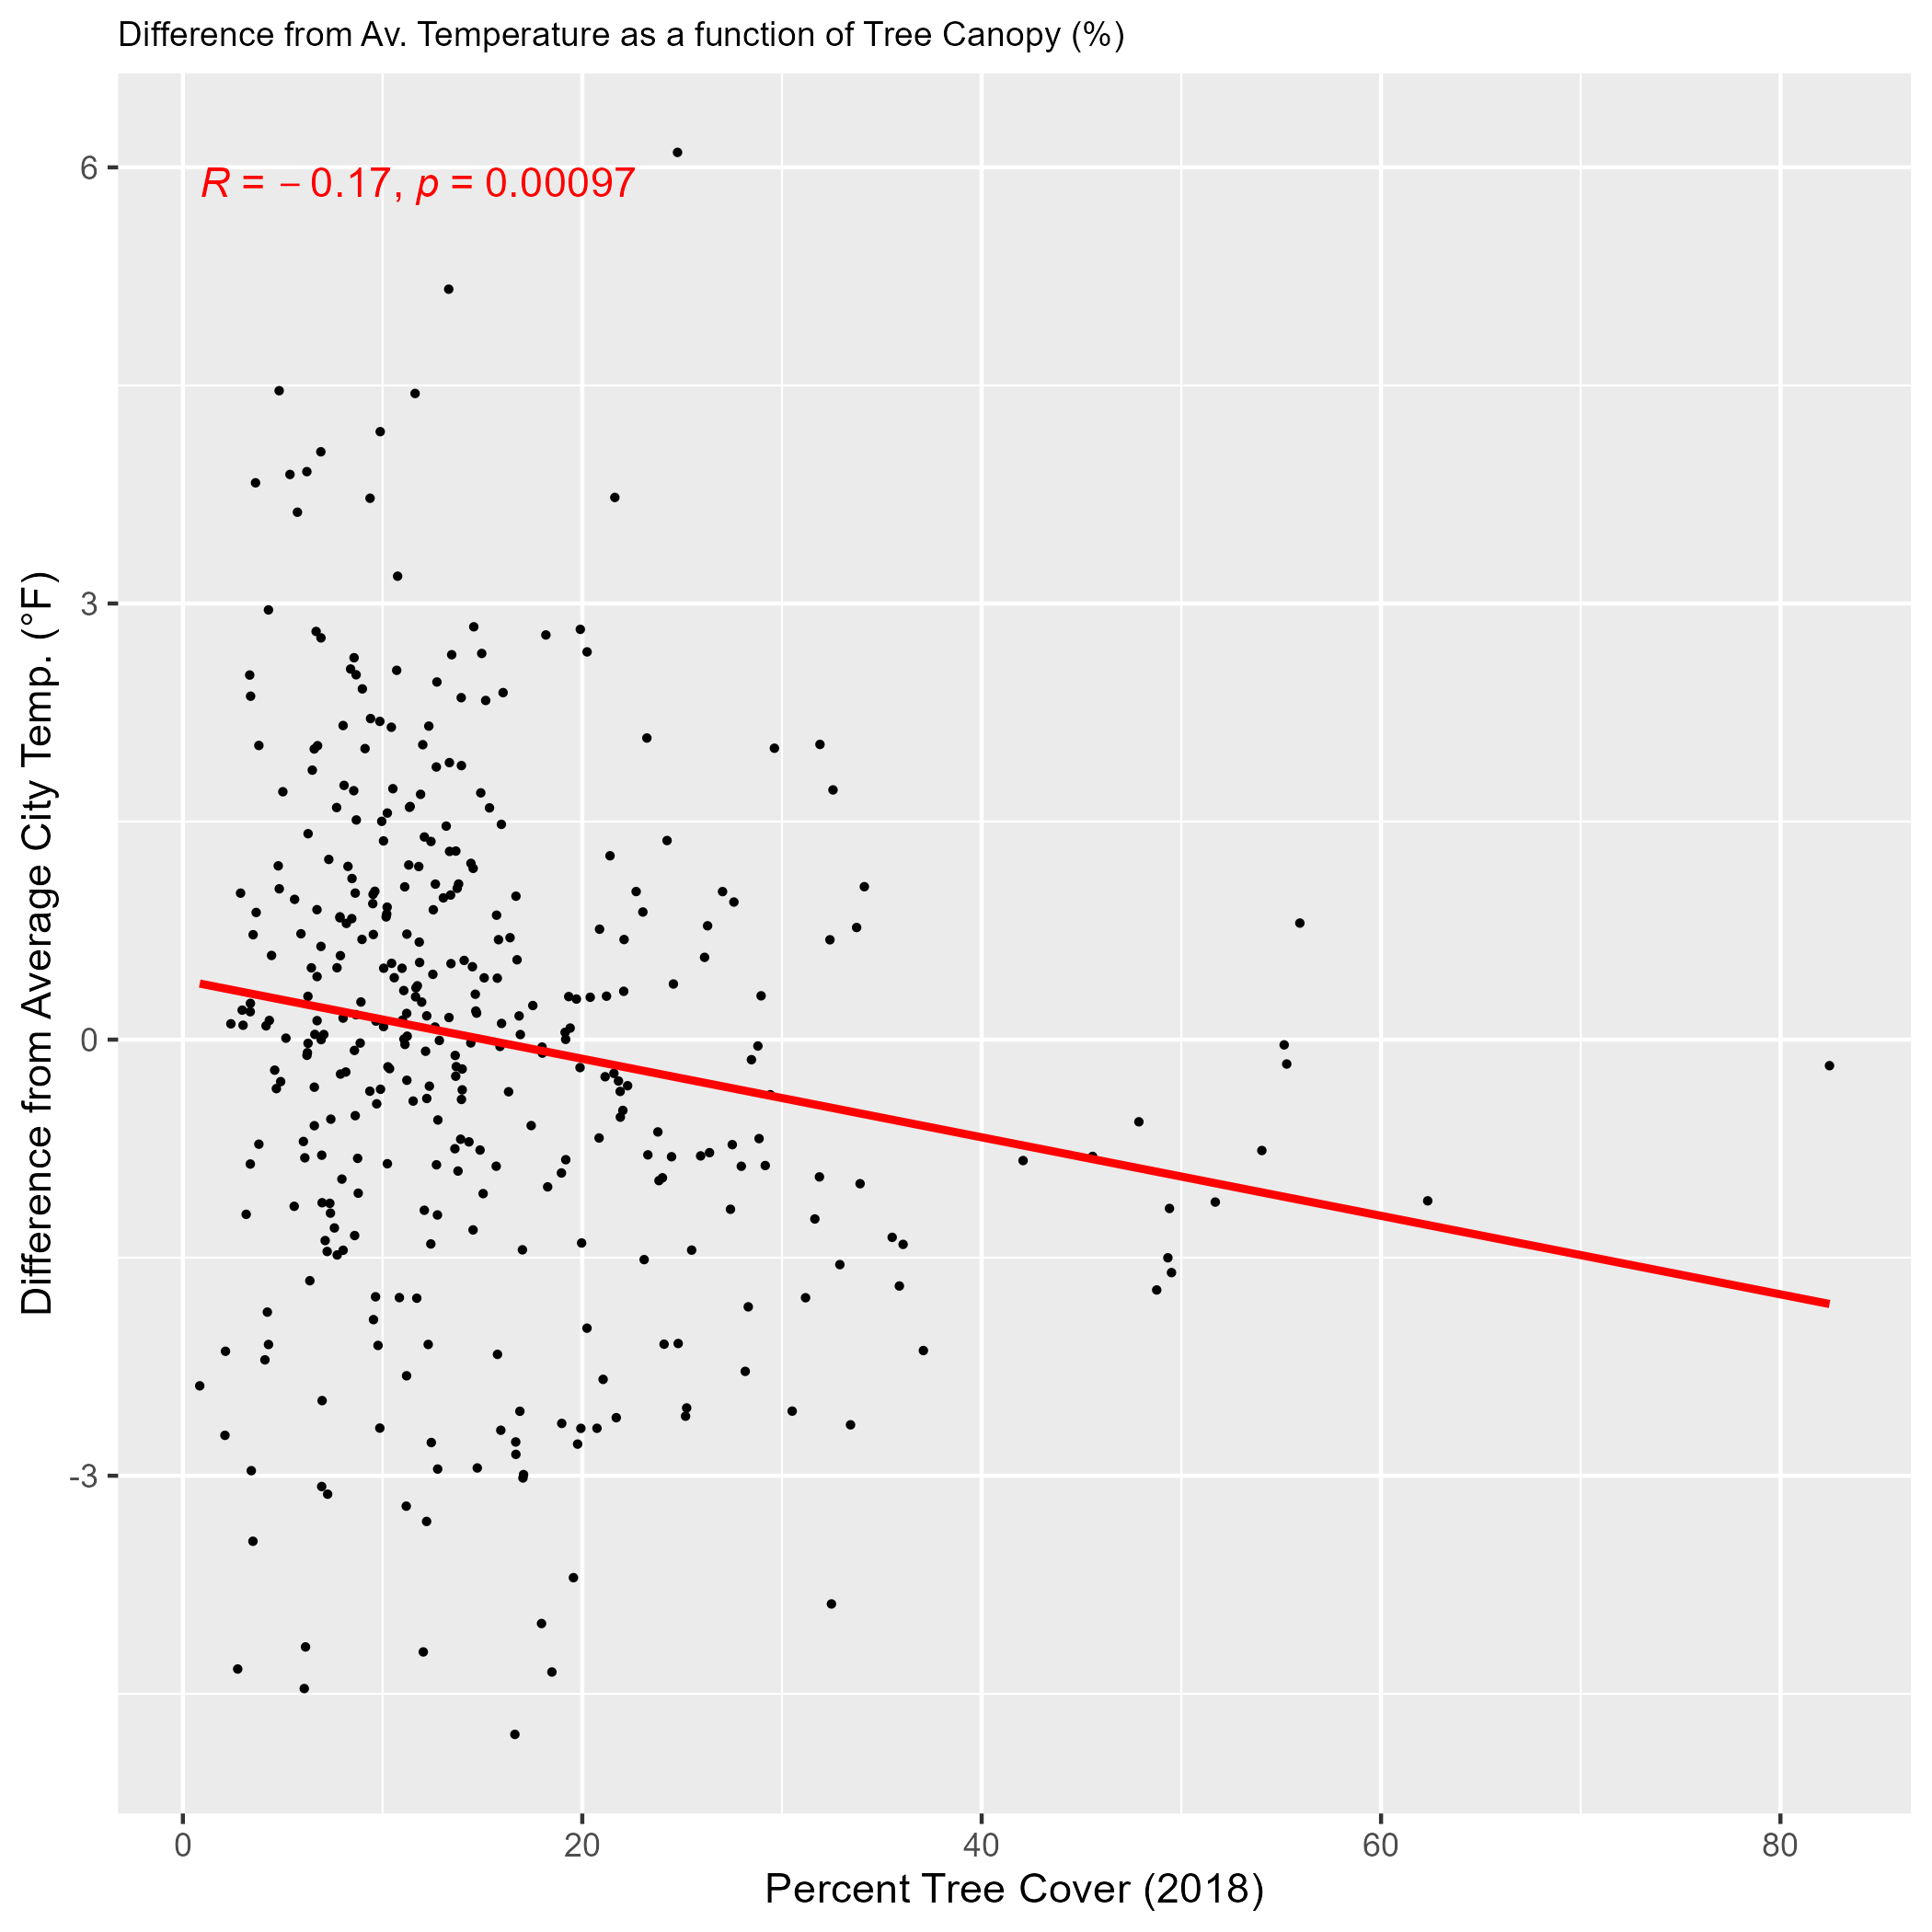 Difference from Av. Temperature as a function of Tree Canopy (%)
R = − 0.17, p = 0.00097
6
3
0
-3
Difference from Average City Temp. (°F)
0 20 40 60 80
Percent Tree Cover (2018)